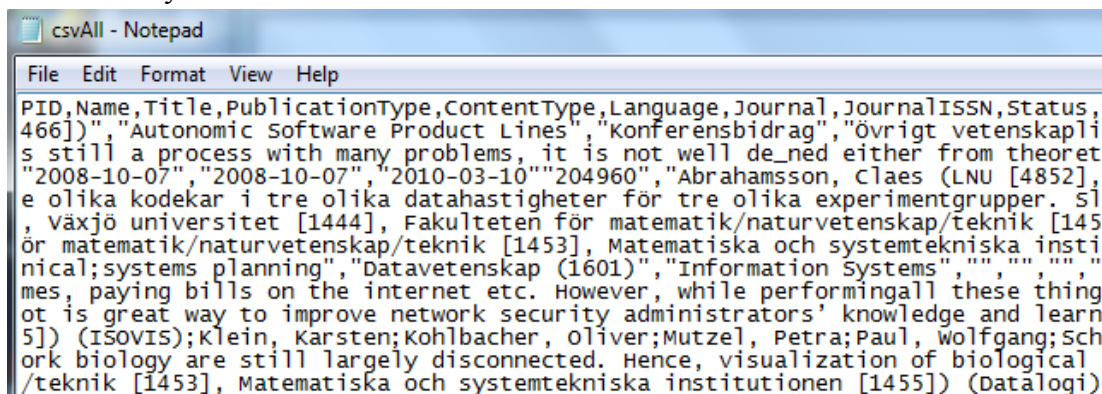 csvAll - Notepad
File Edit Format View Help
PID,Name,Title,PublicationType,ContentType,Language,Journal,JournalISSN,Status,
466])","Autonomic Software Product Lines","Konferensbidrag","Övrigt vetenskapli
s still a process with many problems, it is not well de_ned either from theoret
"2008-10-07","2008-10-07","2010-03-10""204960","Abrahamsson, Claes (LNU [4852],
e olika kodekar i tre olika datahastigheter för tre olika experimentgrupper. Sl
, Växjö universitet [1444], Fakulteten för matematik/naturvetenskap/teknik [145
ör matematik/naturvetenskap/teknik [1453], Matematiska och systemtekniska insti
nical;systems planning","Datavetenskap (1601)","Information Systems","","","","
mes, paying bills on the internet etc. However, while performingall these thing
ot is great way to improve network security administrators' knowledge and learn
5]) (ISOVIS);Klein, Karsten;Kohlbacher, Oliver;Mutzel, Petra;Paul, Wolfgang;Sch
ork biology are still largely disconnected. Hence, visualization of biological
/teknik [1453], Matematiska och systemtekniska institutionen [1455]) (Datalogi)